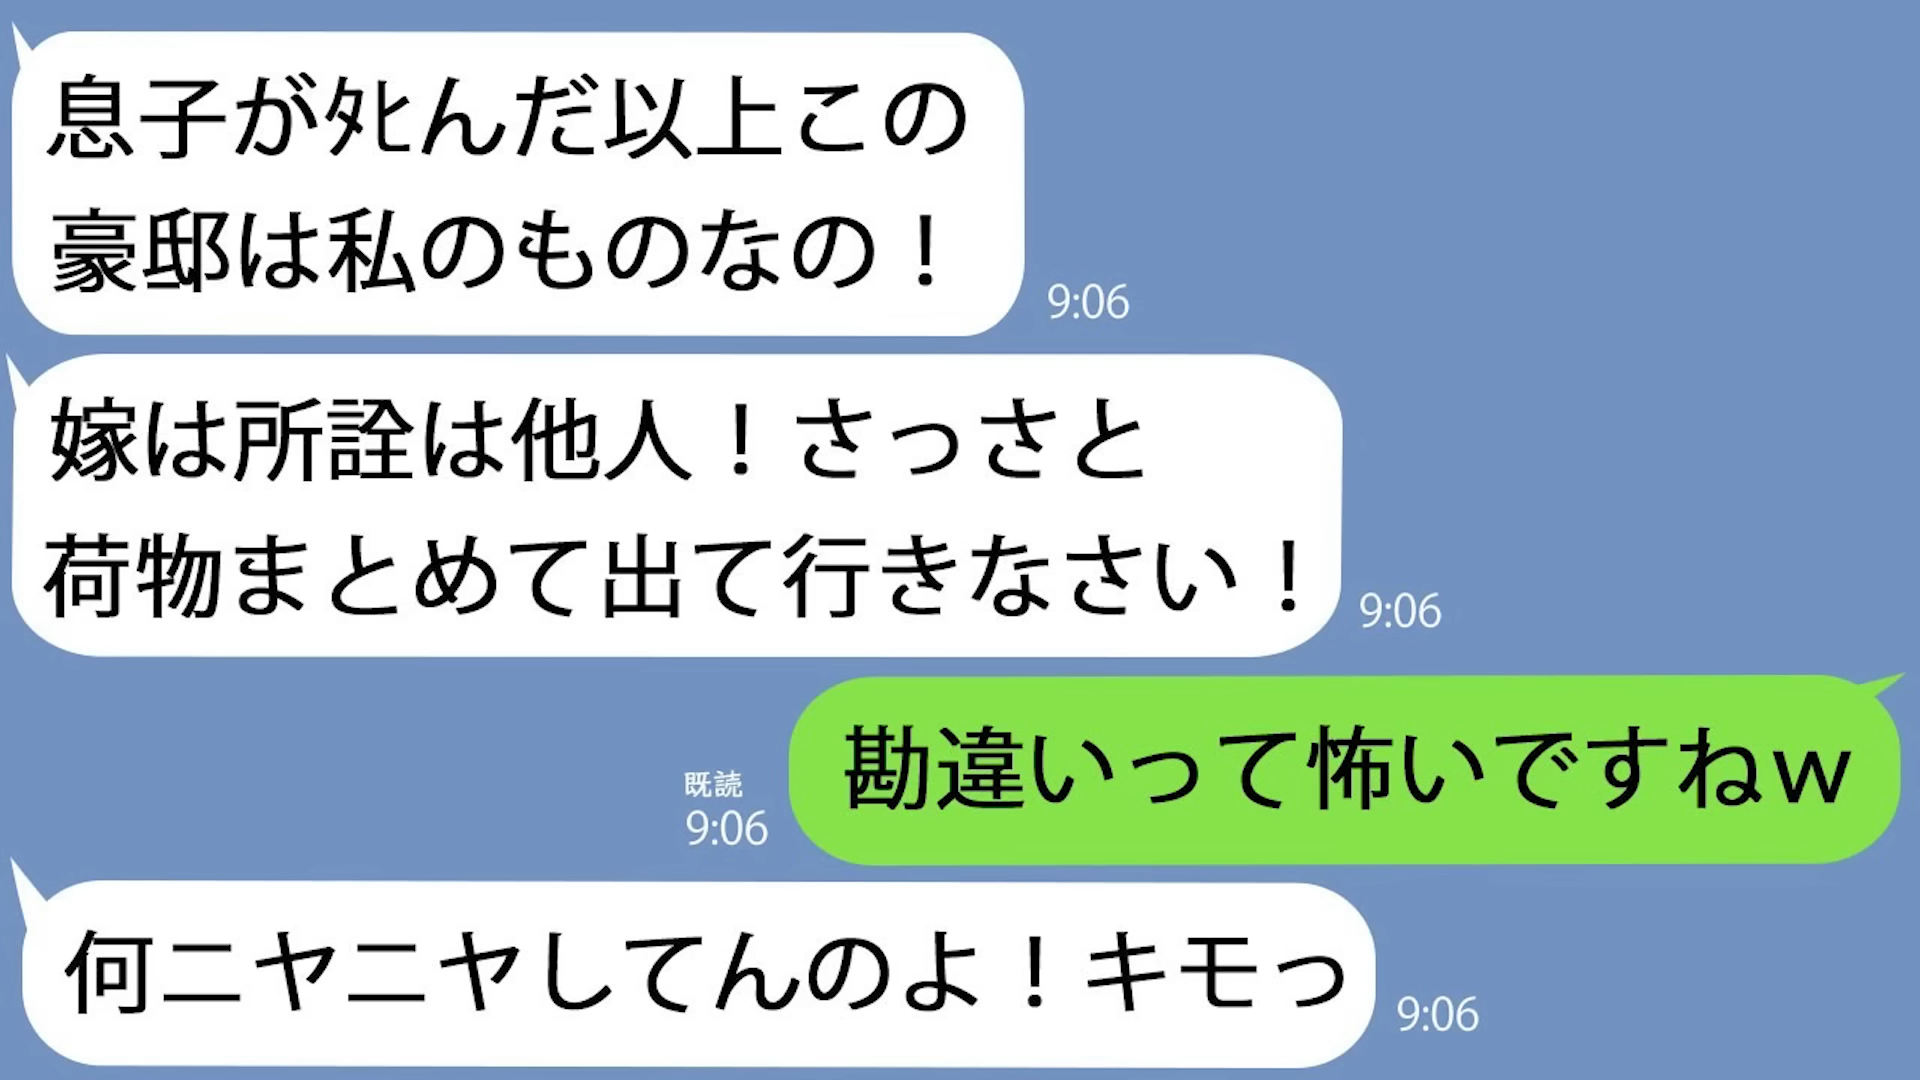 息子がﾀﾋんだ以上この
豪邸は私のものなの！
9:06
嫁は所詮は他人！さっさと
荷物まとめて出て行きなさい！
9:06
勘違いって怖いですねw
既読
9:06
何ニヤニヤしてんのよ！キモっ
9:06